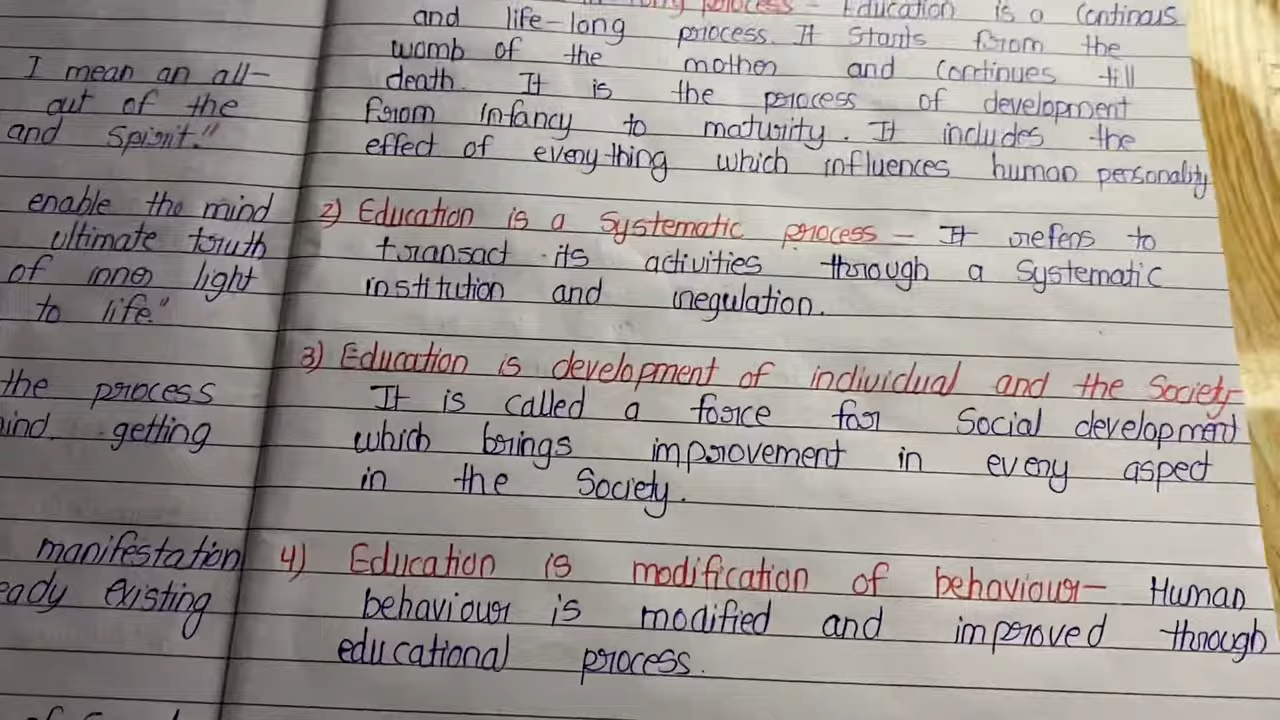 I mean an all-
out of the
and Spirit."
enable the mind
ultimate truth
of inner light
to life."
the process
getting
manifestation
existing
process - Education is a Continous
and life-long process. It Starts from the
womb of the mother and Continues till
death. It is the process of development
from infancy to maturity. It includes the
effect of everything which influences human personality
2) Education is a Systematic process - It refers to
transact its activities through a Systematic
institution and regulation.
3) Education is development of individual and the Society-
It is called a force for Social development
which brings improvement in every aspect
in the Society.
4) Education is modification of behaviour- Human
behaviour is modified and improved through
educational process.